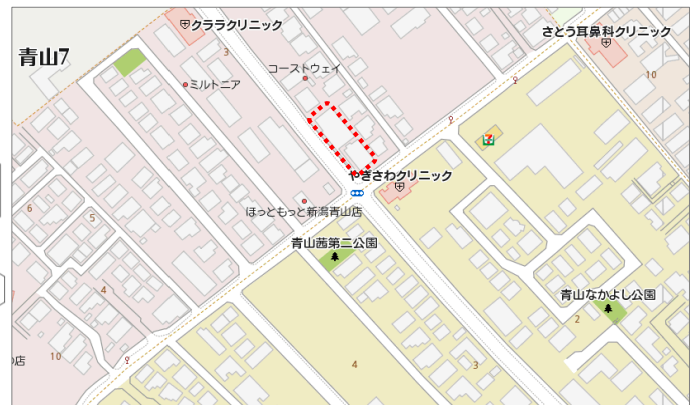 クララクリニック
さとう耳鼻科クリニック
青山7
3
コーストウェイ
ミルトニア
10
7
やぎさわクリニック
6
5
ほっともっと新潟青山店
青山茜第二公園
4
青山なかよし公園
2
の店
10
4
3